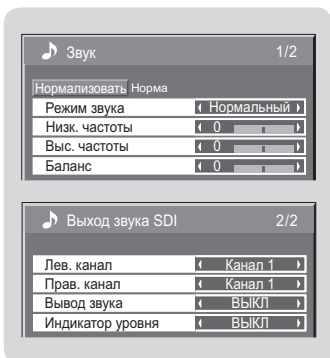 Звук 1/2
Нормализовать Норма
Режим звука Нормальный
Низк. частоты 0
Выс. частоты 0
Баланс 0
Выход звука SDI 2/2
Лев. канал Канал 1
Прав. канал Канал 1
Вывод звука ВЫКЛ
Индикатор уровня ВЫКЛ